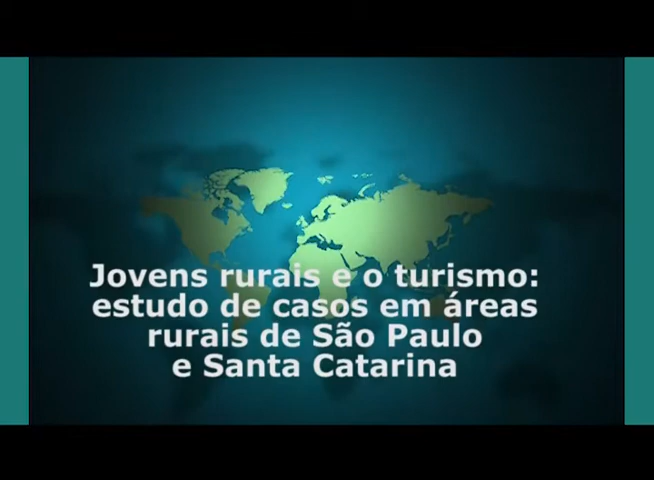 Jovens rurais e o turismo:
estudo de casos em áreas
rurais de São Paulo
e Santa Catarina